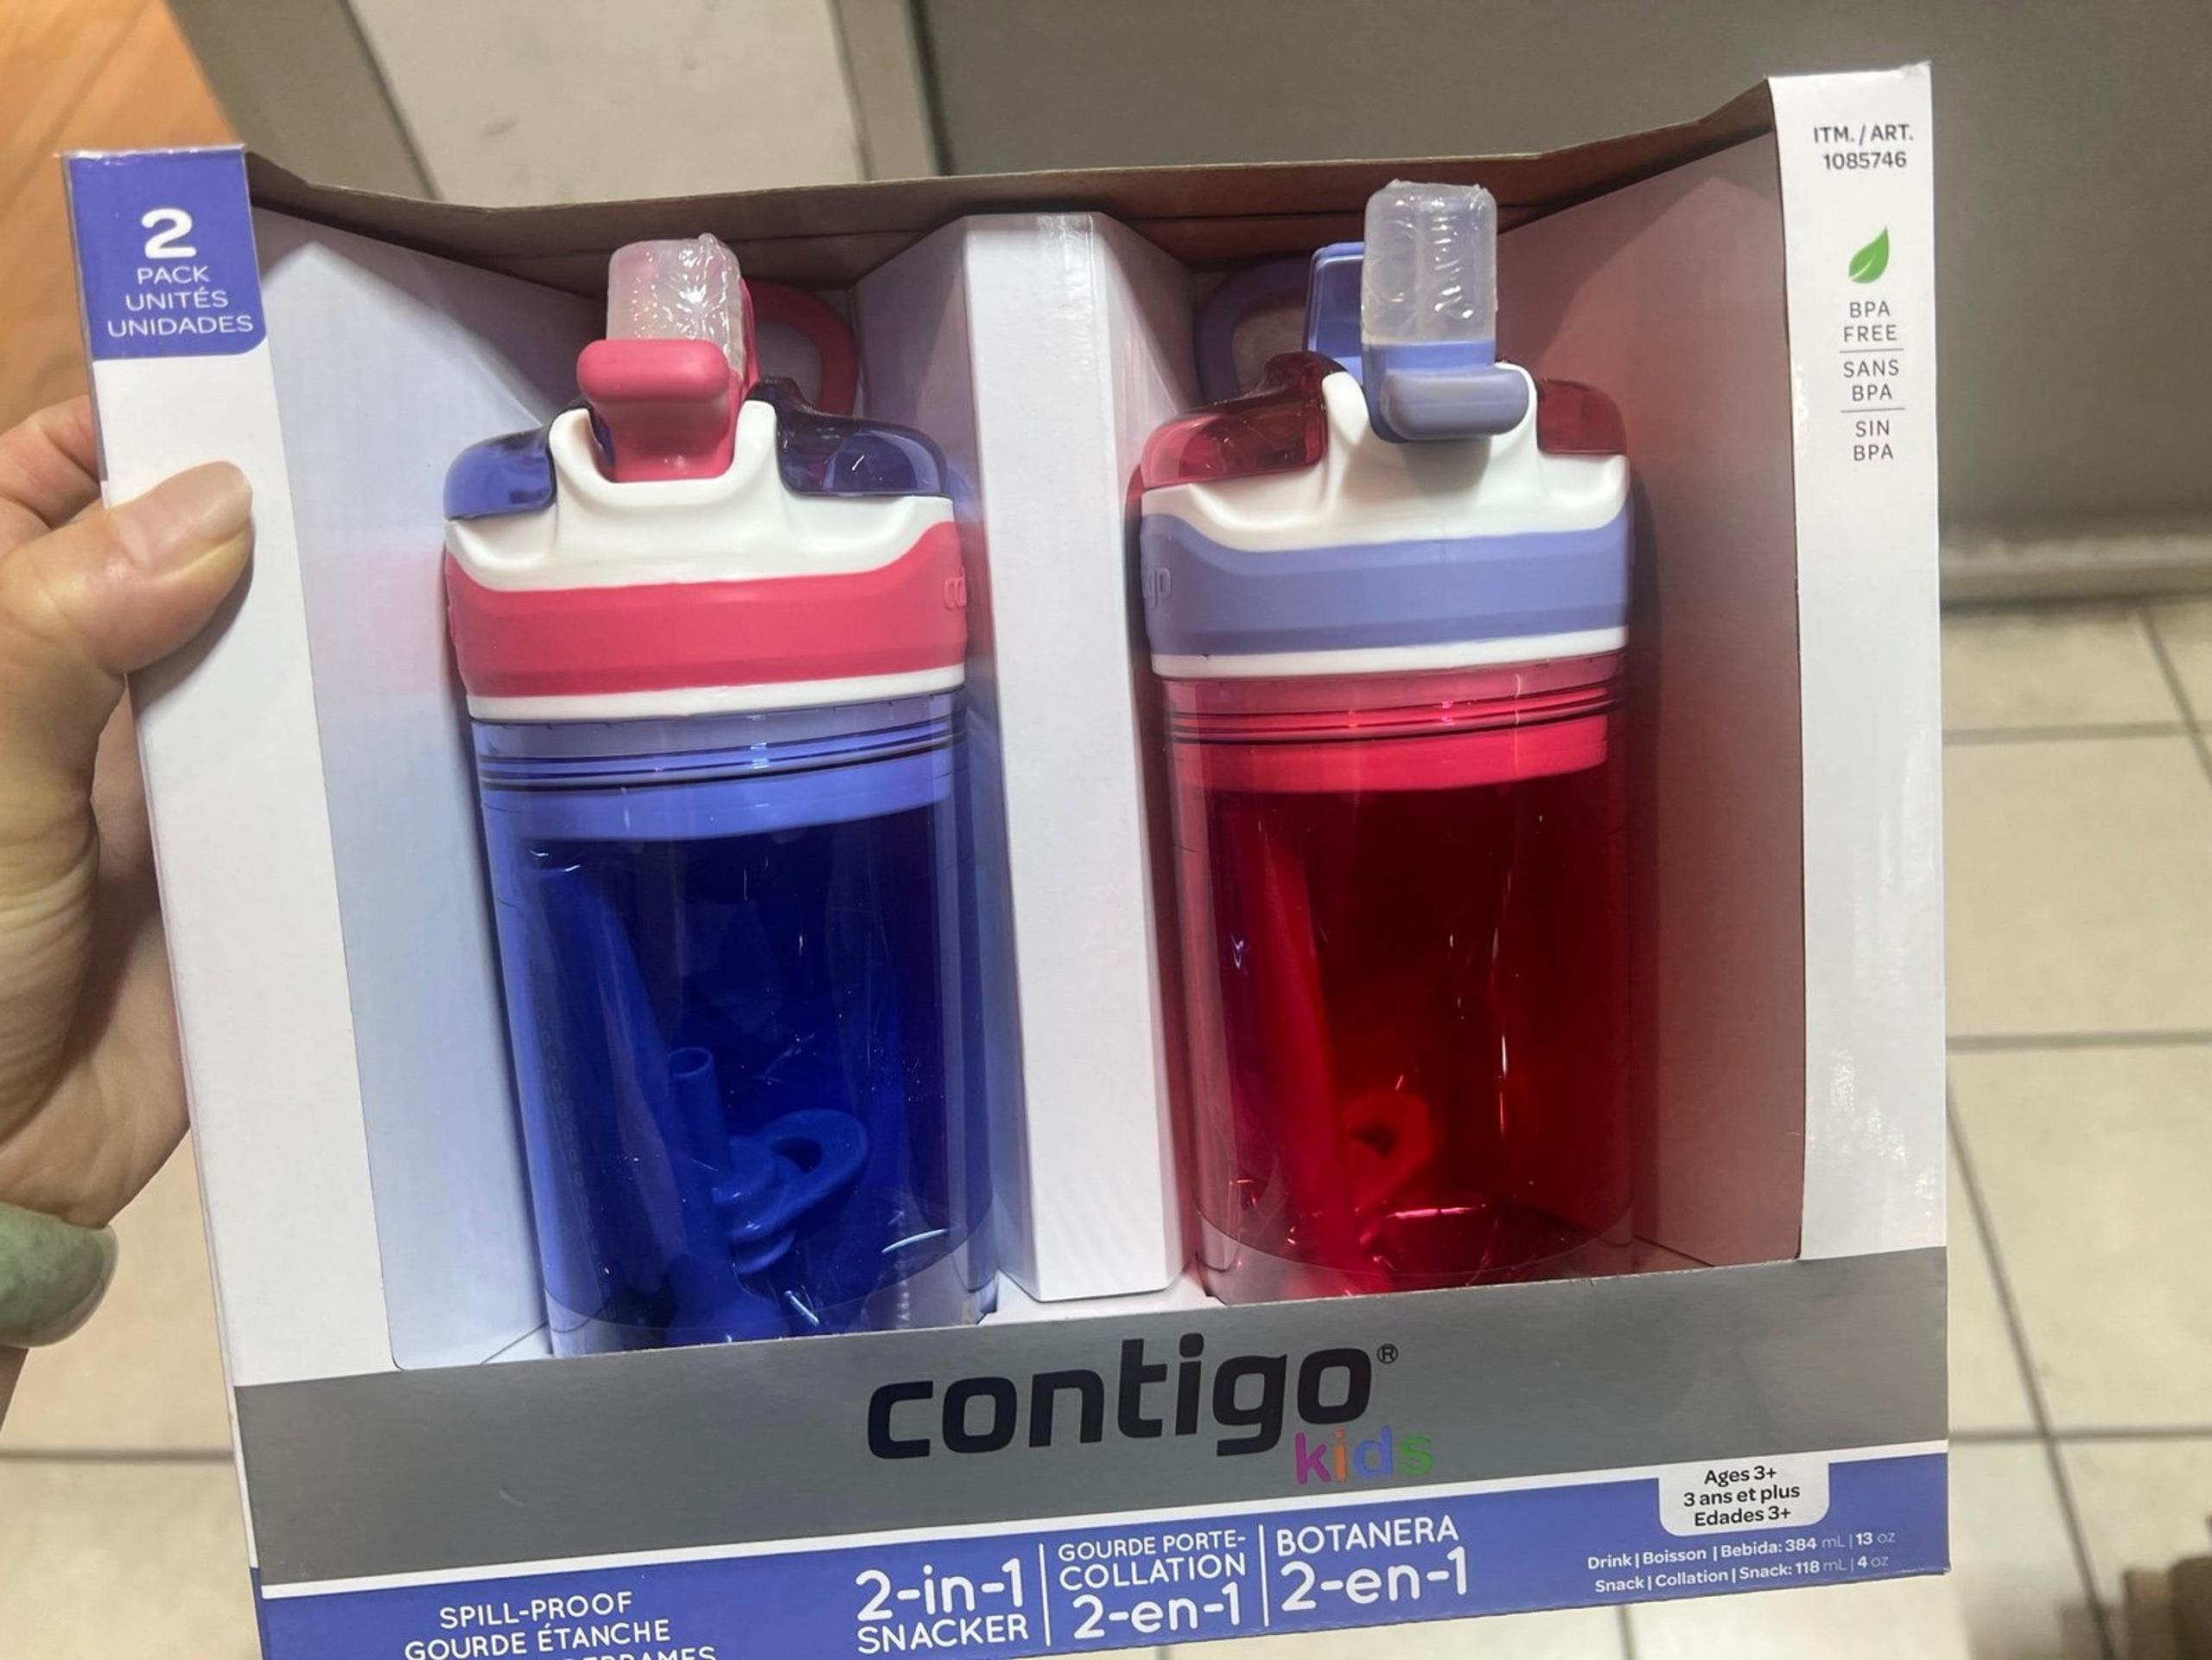 2
PACK
UNITÉS
UNIDADES
ITM. / ART.
1085746
BPA
FREE
SANS
BPA
SIN
BPA
contigo®
kids
Ages 3+
3 ans et plus
Edades 3+
SPILL-PROOF
GOURDE ÉTANCHE
2-in-1
SNACKER
GOURDE PORTE-
COLLATION
2-en-1
BOTANERA
2-en-1
Drink | Boisson | Bebida: 384 mL | 13 oz
Snack | Collation | Snack: 118 mL | 4 oz